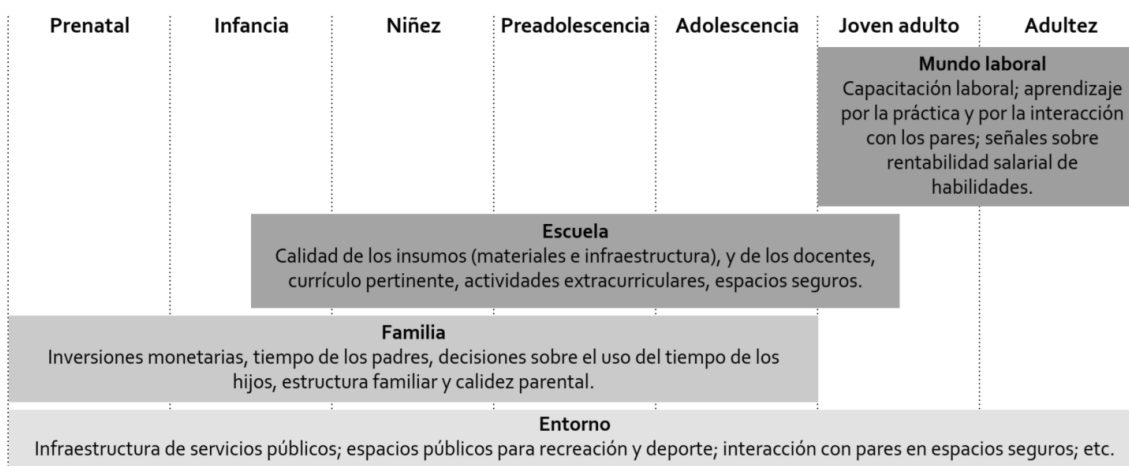 Prenatal
Infancia
Niñez
Preadolescencia
Adolescencia
Joven adulto
Adultez
Mundo laboral
Capacitación laboral; aprendizaje
por la práctica y por la interacción
con los pares; señales sobre
rentabilidad salarial de
habilidades.
Escuela
Calidad de los insumos (materiales e infraestructura), y de los docentes,
currículo pertinente, actividades extracurriculares, espacios seguros.
Familia
Inversiones monetarias, tiempo de los padres, decisiones sobre el uso del tiempo de los
hijos, estructura familiar y calidez parental.
Entorno
Infraestructura de servicios públicos; espacios públicos para recreación y deporte; interacción con pares en espacios seguros; etc.